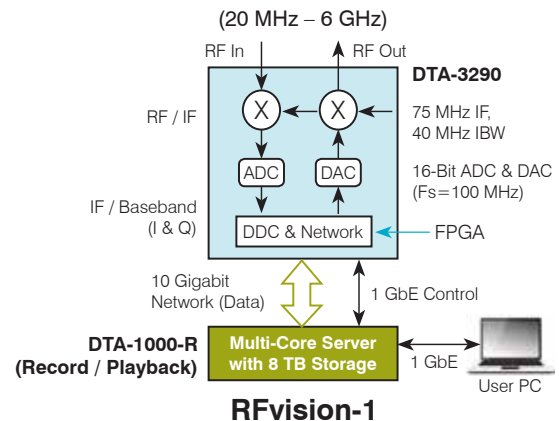 (20 MHz – 6 GHz)
RF In
RF Out
DTA-3290
RF / IF
X
X
75 MHz IF,
40 MHz IBW
ADC
DAC
16-Bit ADC & DAC
(Fs=100 MHz)
IF / Baseband
(I & Q)
DDC & Network
FPGA
10 Gigabit
Network (Data)
1 GbE Control
DTA-1000-R
(Record / Playback)
Multi-Core Server
with 8 TB Storage
1 GbE
User PC
RFvision-1